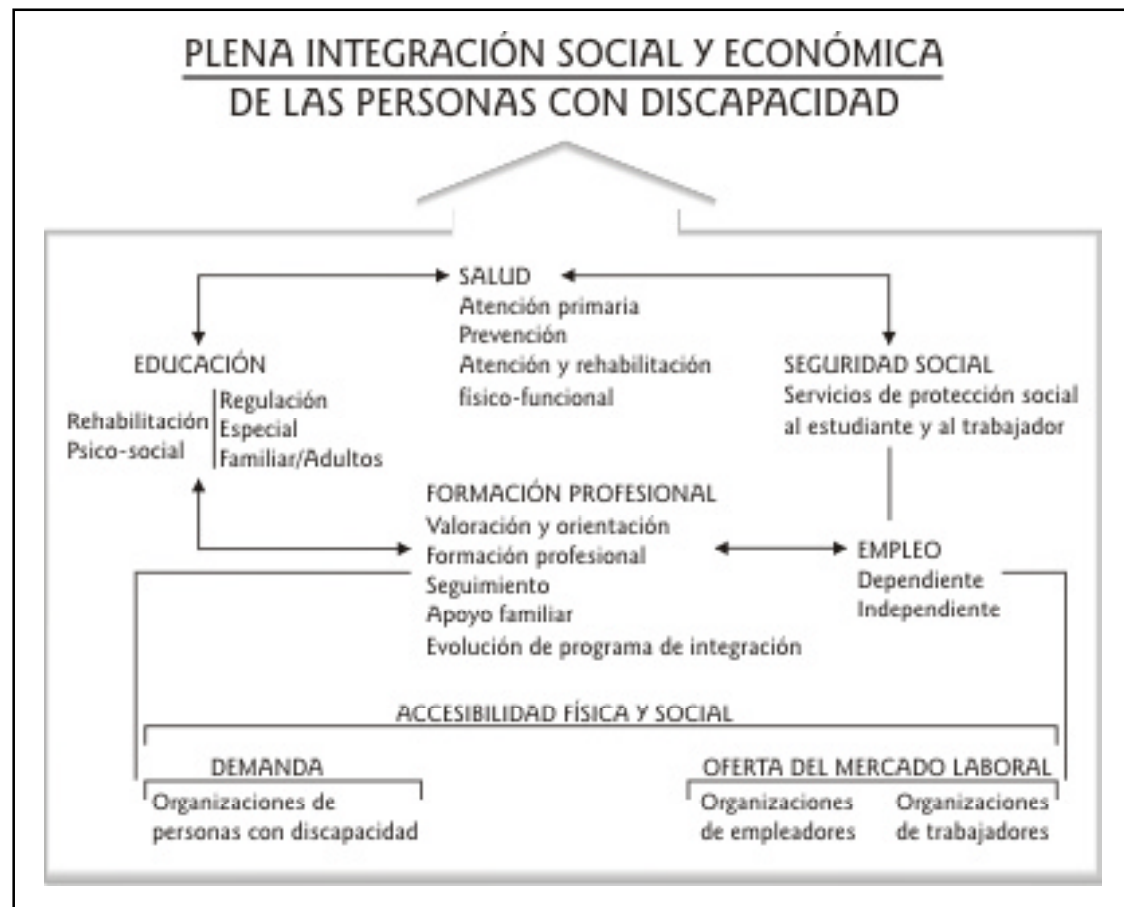 PLENA INTEGRACIÓN SOCIAL Y ECONÓMICA
DE LAS PERSONAS CON DISCAPACIDAD
SALUD
Atención primaria
Prevención
Atención y rehabilitación
fisico-funcional
EDUCACIÓN
Rehabilitación
Psico-social
Regulación
Especial
Familiar/Adultos
SEGURIDAD SOCIAL
Servicios de protección social
al estudiante y al trabajador
FORMACIÓN PROFESIONAL
Valoración y orientación
Formación profesional
Seguimiento
Apoyo familiar
Evolución de programa de integración
EMPLEO
Dependiente
Independiente
ACCESIBILIDAD FÍSICA Y SOCIAL
DEMANDA
Organizaciones de
personas con discapacidad
OFERTA DEL MERCADO LABORAL
Organizaciones
de empleadores
Organizaciones
de trabajadores